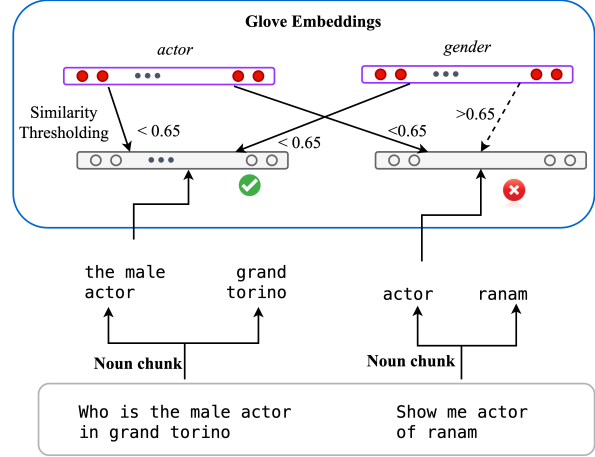 Glove Embeddings
actor
gender
Similarity
Thresholding
< 0.65
< 0.65
<0.65
>0.65
the male
actor
grand
torino
actor
ranam
Noun chunk
Noun chunk
Who is the male actor
in grand torino
Show me actor
of ranam